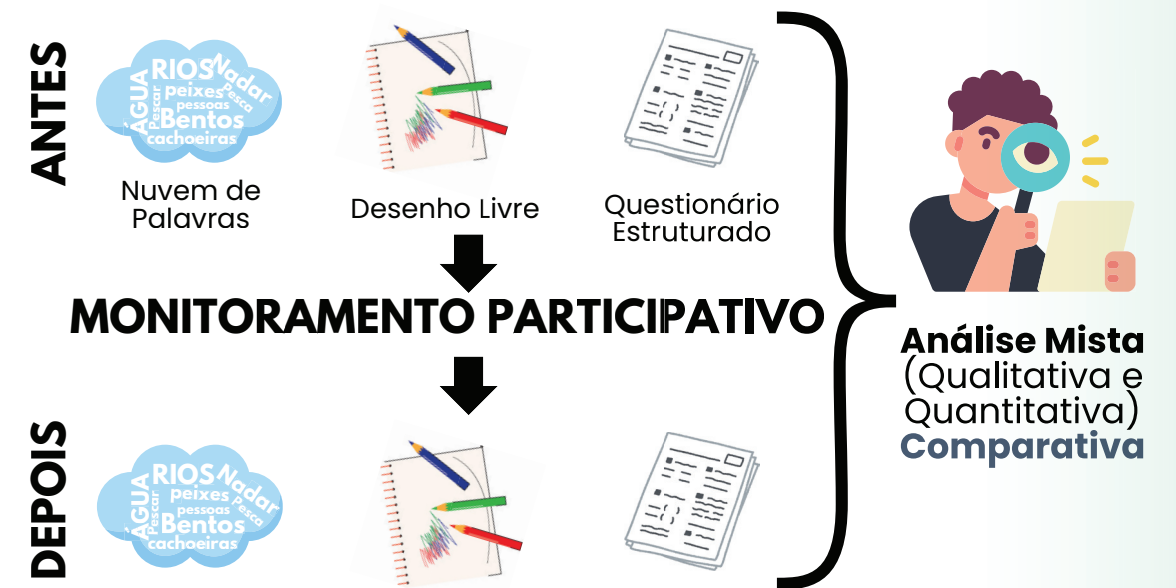 ANTES
ÁGUA
RIOS
Nadar
Pescar
peixes
Pesca
pessoas
Bentos
cachoeiras
Nuvem de
Palavras
Desenho Livre
Questionário
Estruturado
MONITORAMENTO PARTICIPATIVO
Análise Mista
(Qualitativa e
Quantitativa)
Comparativa
DEPOIS
ÁGUA
RIOS
Nadar
Pescar
peixes
Pesca
pessoas
Bentos
cachoeiras